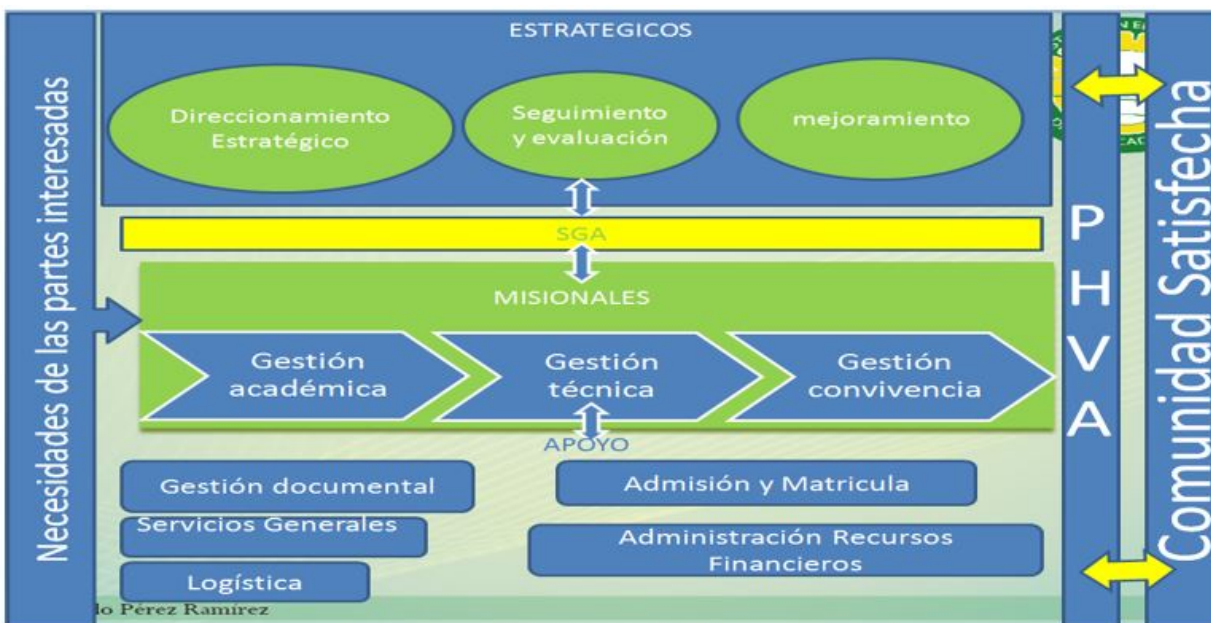 Necesidades de las partes interesadas
ESTRATEGICOS
Direccionamiento
Estratégico
Seguimiento
y evaluación
mejoramiento
SGA
MISIONALES
Gestión
académica
Gestión
técnica
Gestión
convivencia
APOYO
Gestión documental
Admisión y Matricula
Servicios Generales
Administración Recursos
Financieros
Logística
Pérez Ramírez
P
H
V
A
Comunidad Satisfecha